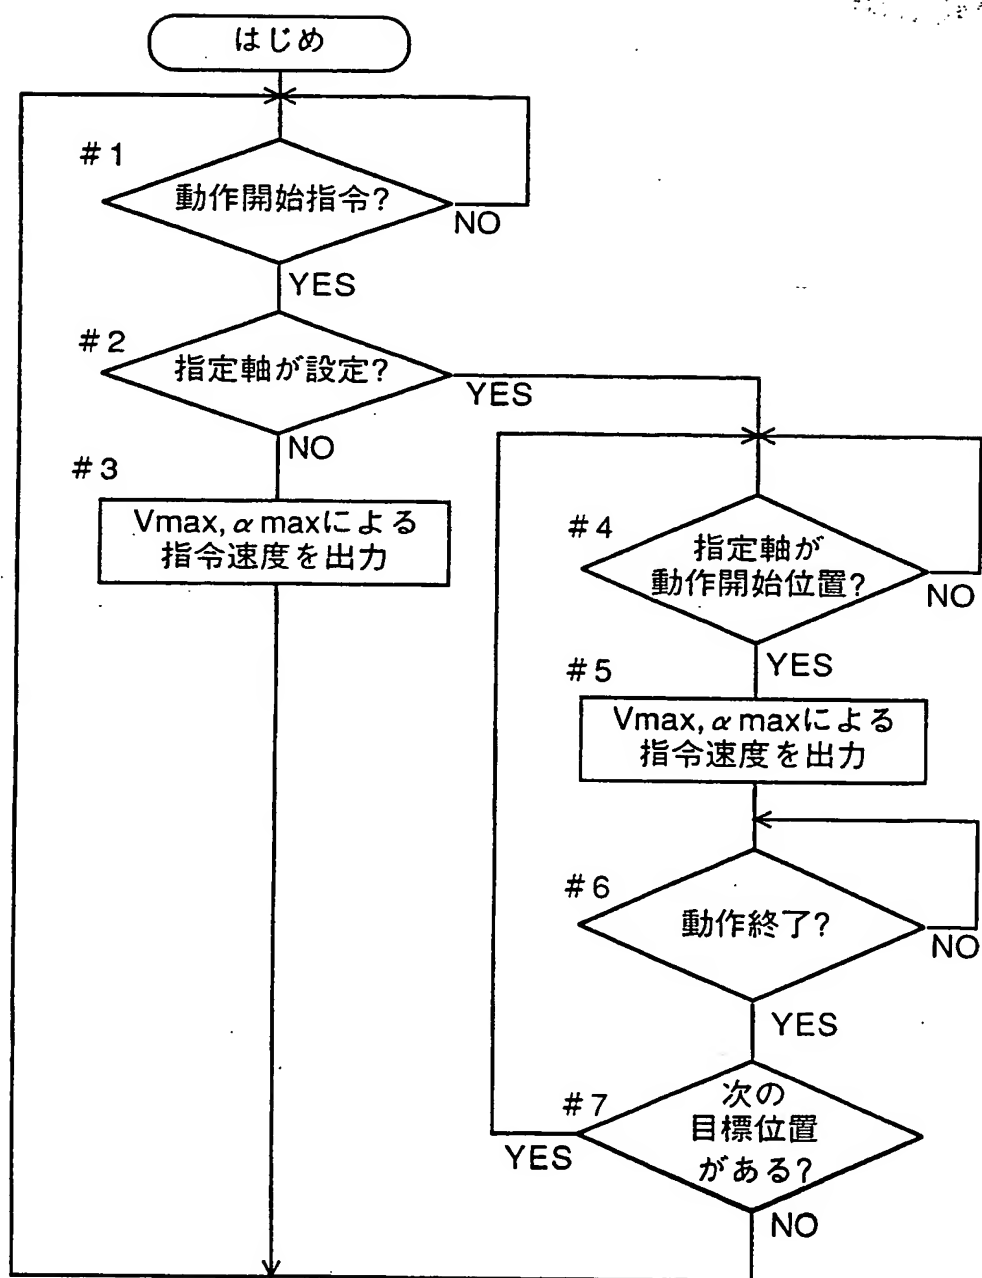 はじめ
#1
動作開始指令?
NO
YES
#2
指定軸が設定?
YES
NO
#3
Vmax, α maxによる
指令速度を出力
#4
指定軸が
動作開始位置?
NO
YES
#5
Vmax, α maxによる
指令速度を出力
#6
動作終了?
NO
YES
#7
次の
目標位置
がある?
YES
NO